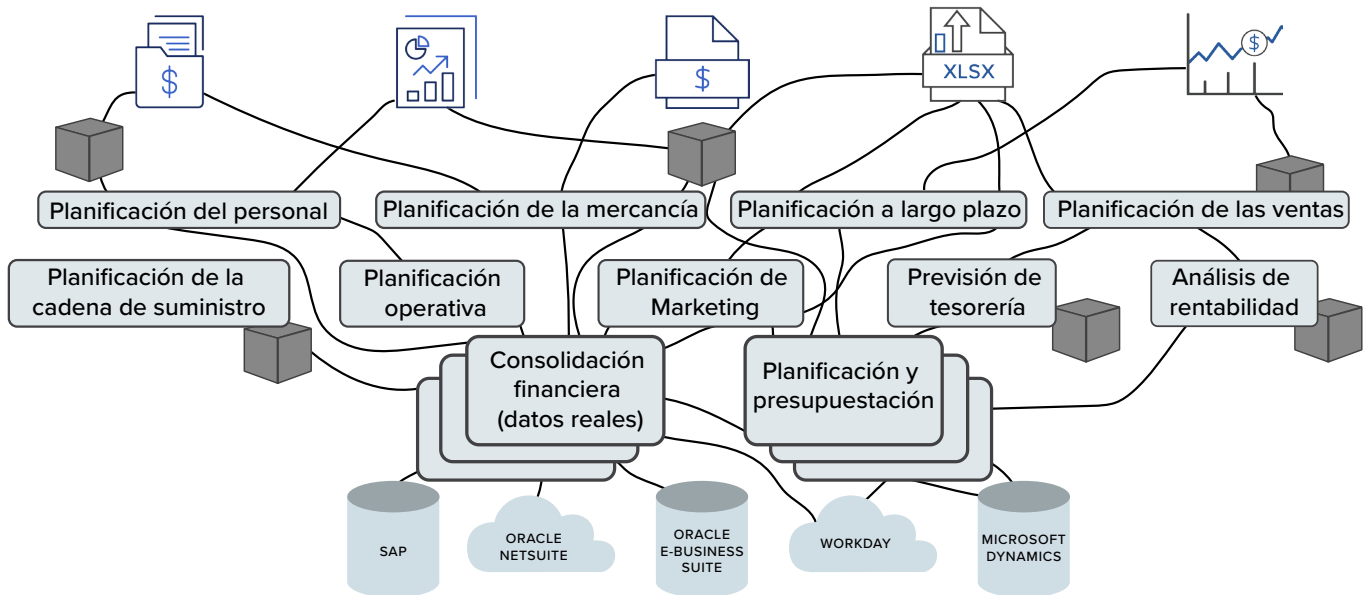 $
$
XLSX
$
Planificación del personal
Planificación de la mercancía
Planificación a largo plazo
Planificación de las ventas
Planificación de la
cadena de suministro
Planificación
operativa
Planificación de
Marketing
Previsión de
tesorería
Análisis de
rentabilidad
Consolidación
financiera
(datos reales)
Planificación y
presupuestación
SAP
ORACLE
NETSUITE
ORACLE
E-BUSINESS
SUITE
WORKDAY
MICROSOFT
DYNAMICS